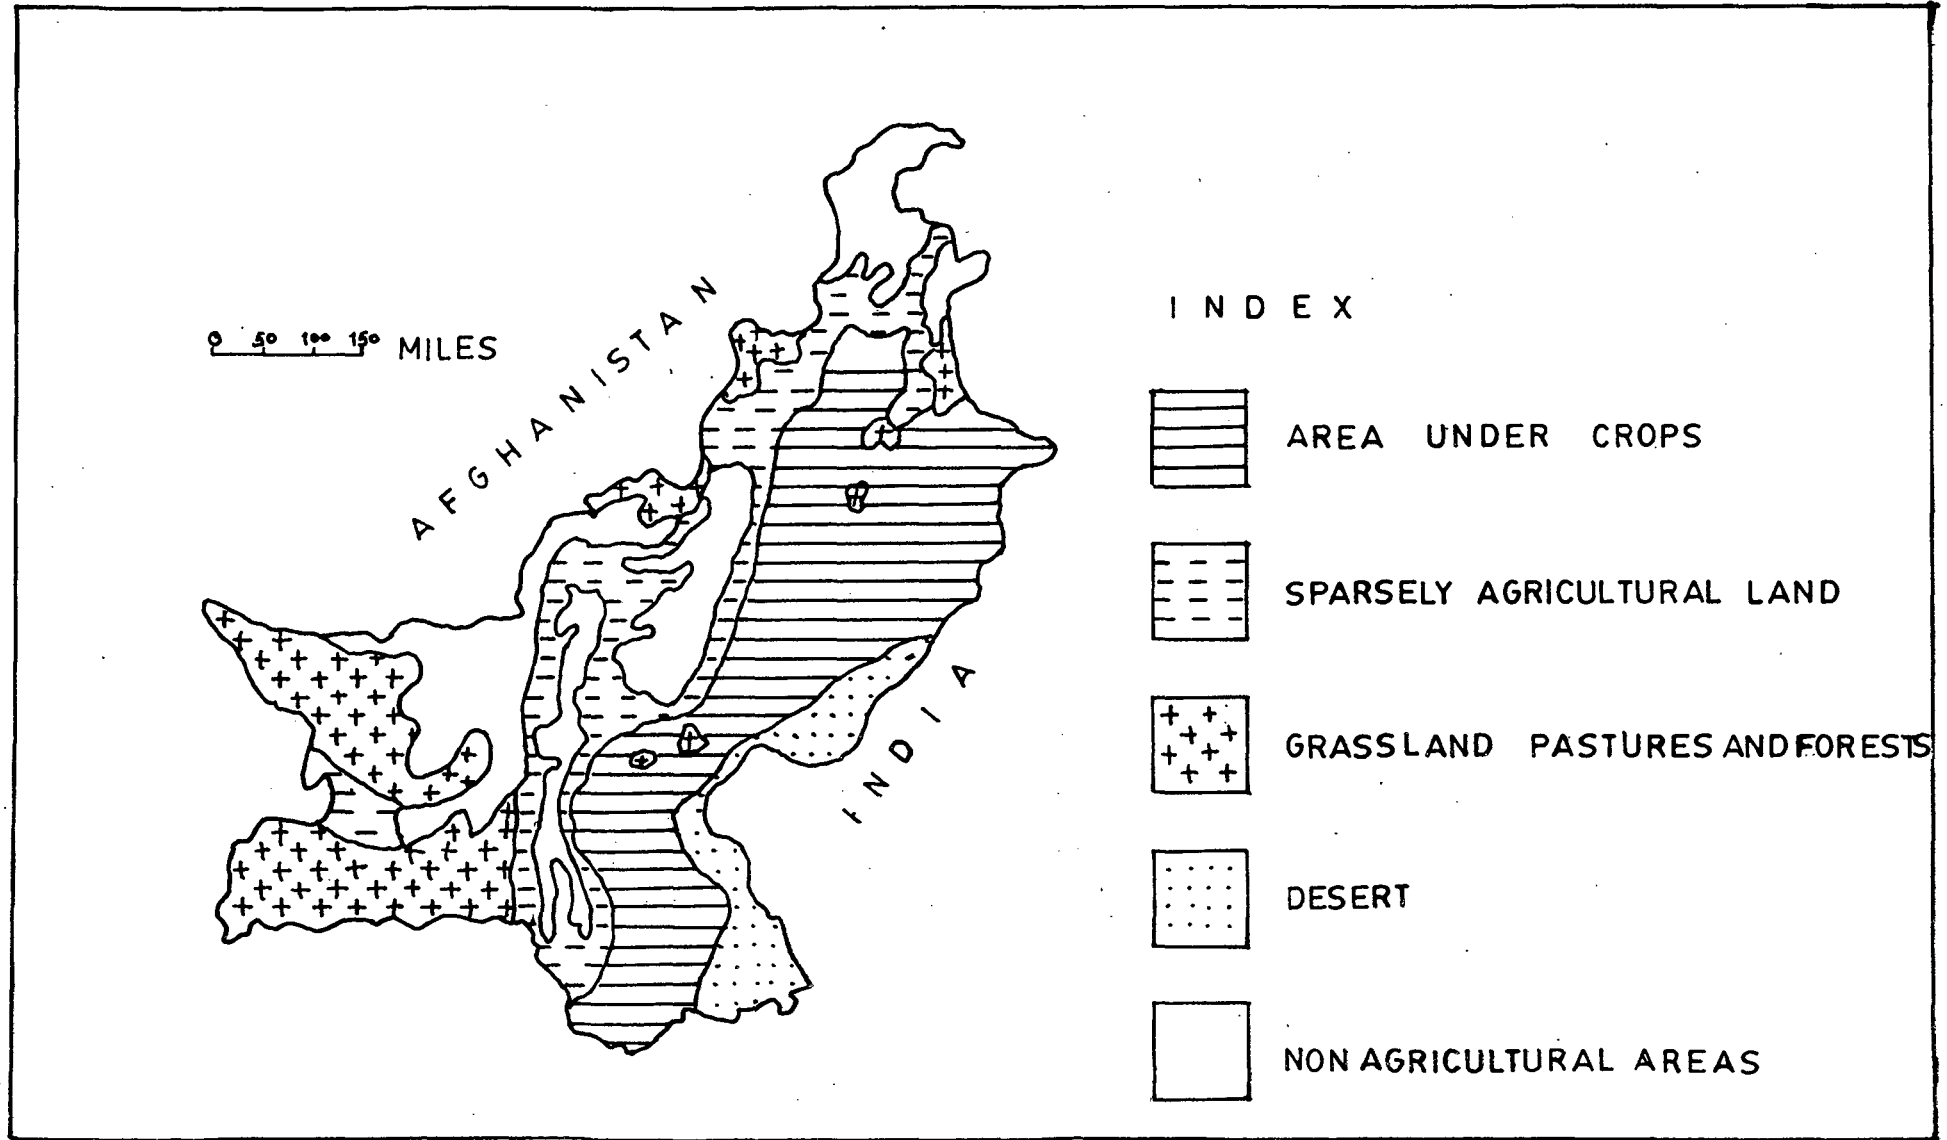 0 50 100 150 MILES
AFGHANISTAN
INDIA
INDEX
AREA UNDER CROPS
SPARSELY AGRICULTURAL LAND
GRASSLAND PASTURES AND FORESTS
DESERT
NON AGRICULTURAL AREAS